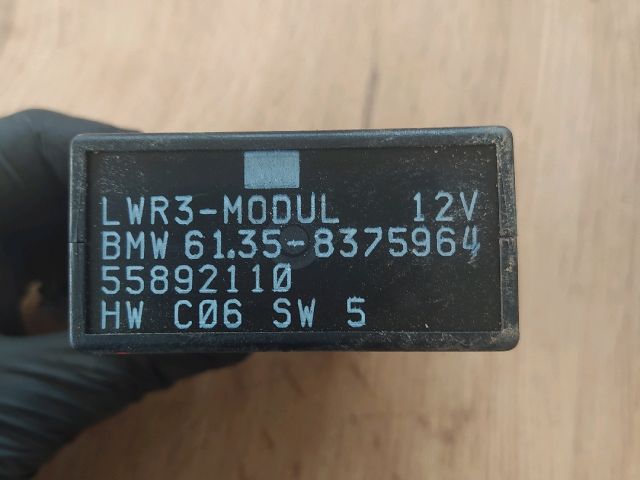 LWR3-MODUL 12V
BMW 61.35-8375964
55892110
HW C06 SW 5